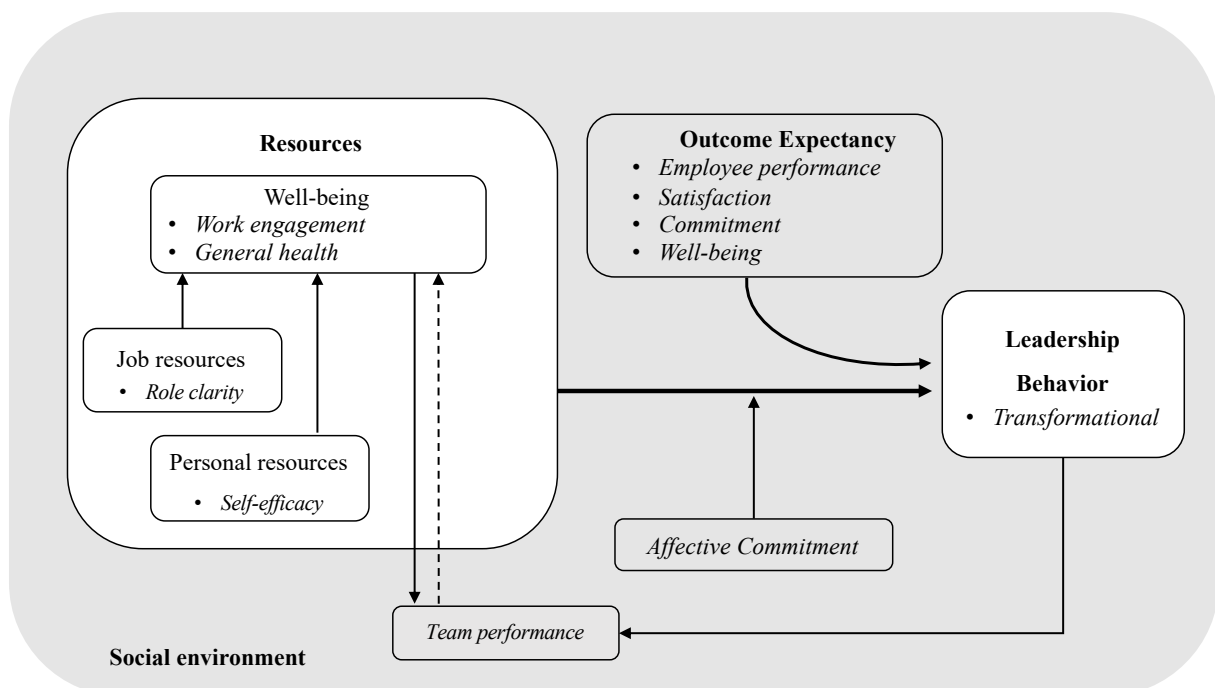 Resources
Well-being
• Work engagement
• General health
Job resources
• Role clarity
Personal resources
• Self-efficacy
Outcome Expectancy
• Employee performance
• Satisfaction
• Commitment
• Well-being
Leadership
Behavior
• Transformational
Affective Commitment
Team performance
Social environment